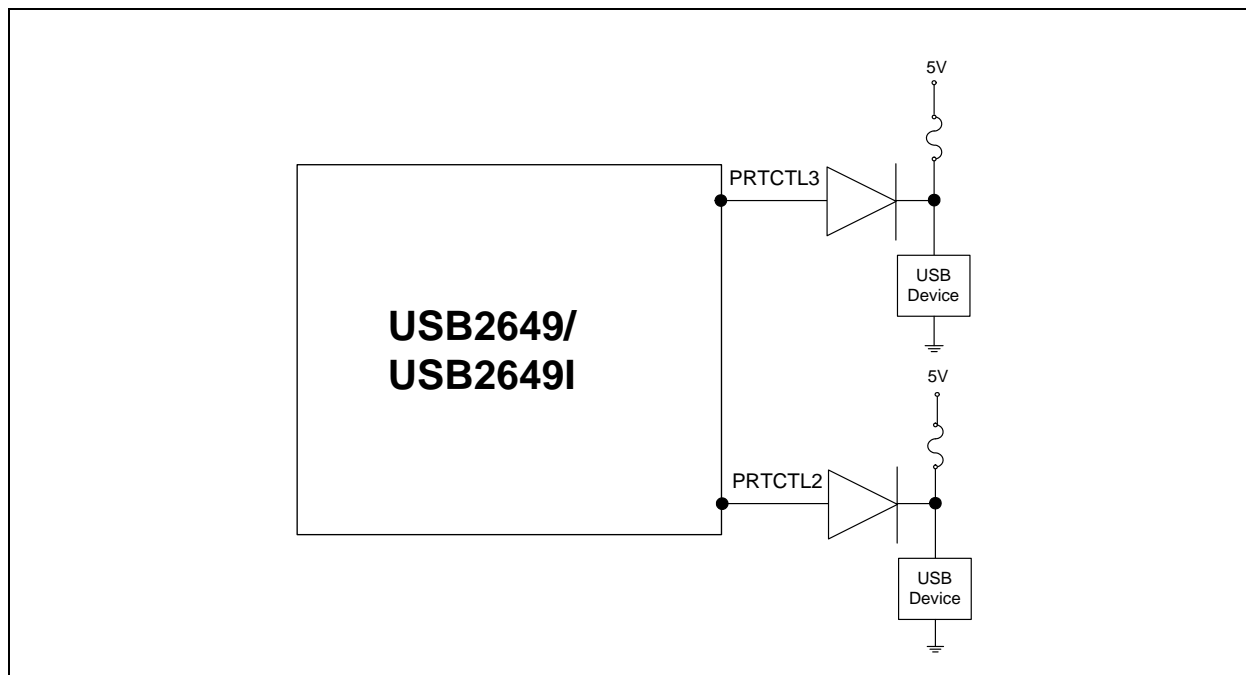 5V
PRTCTL3
USB
Device
USB2649/
USB2649I
5V
PRTCTL2
USB
Device